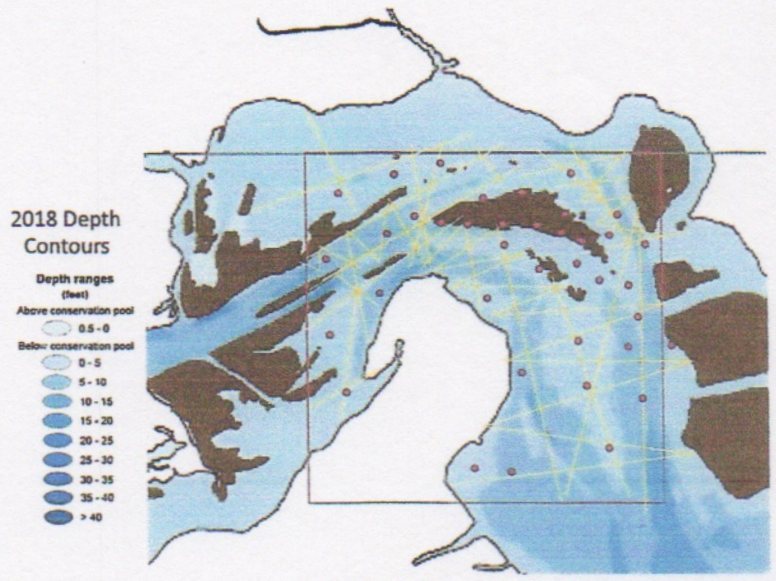 2018 Depth
Contours
Depth ranges
(feet)
Above conservation pool
0.5 - 0
Below conservation pool
0 - 5
5 - 10
10 - 15
15 - 20
20 - 25
25 - 30
30 - 35
35 - 40
> 40